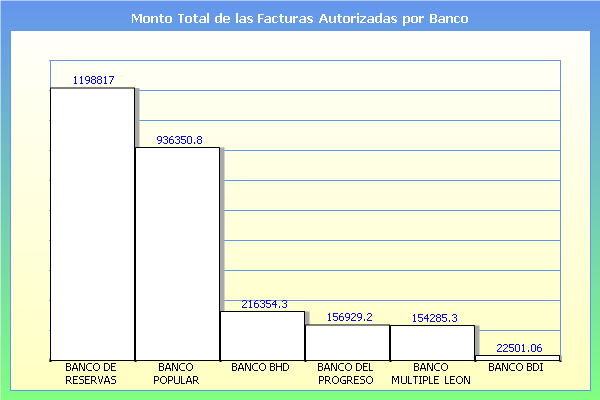 Monto Total de las Facturas Autorizadas por Banco
1198817
936350.8
216354.3
156929.2
154285.3
22501.06
BANCO DE
RESERVAS
BANCO
POPULAR
BANCO BHD
BANCO DEL
PROGRESO
BANCO
MULTIPLE LEON
BANCO BDI